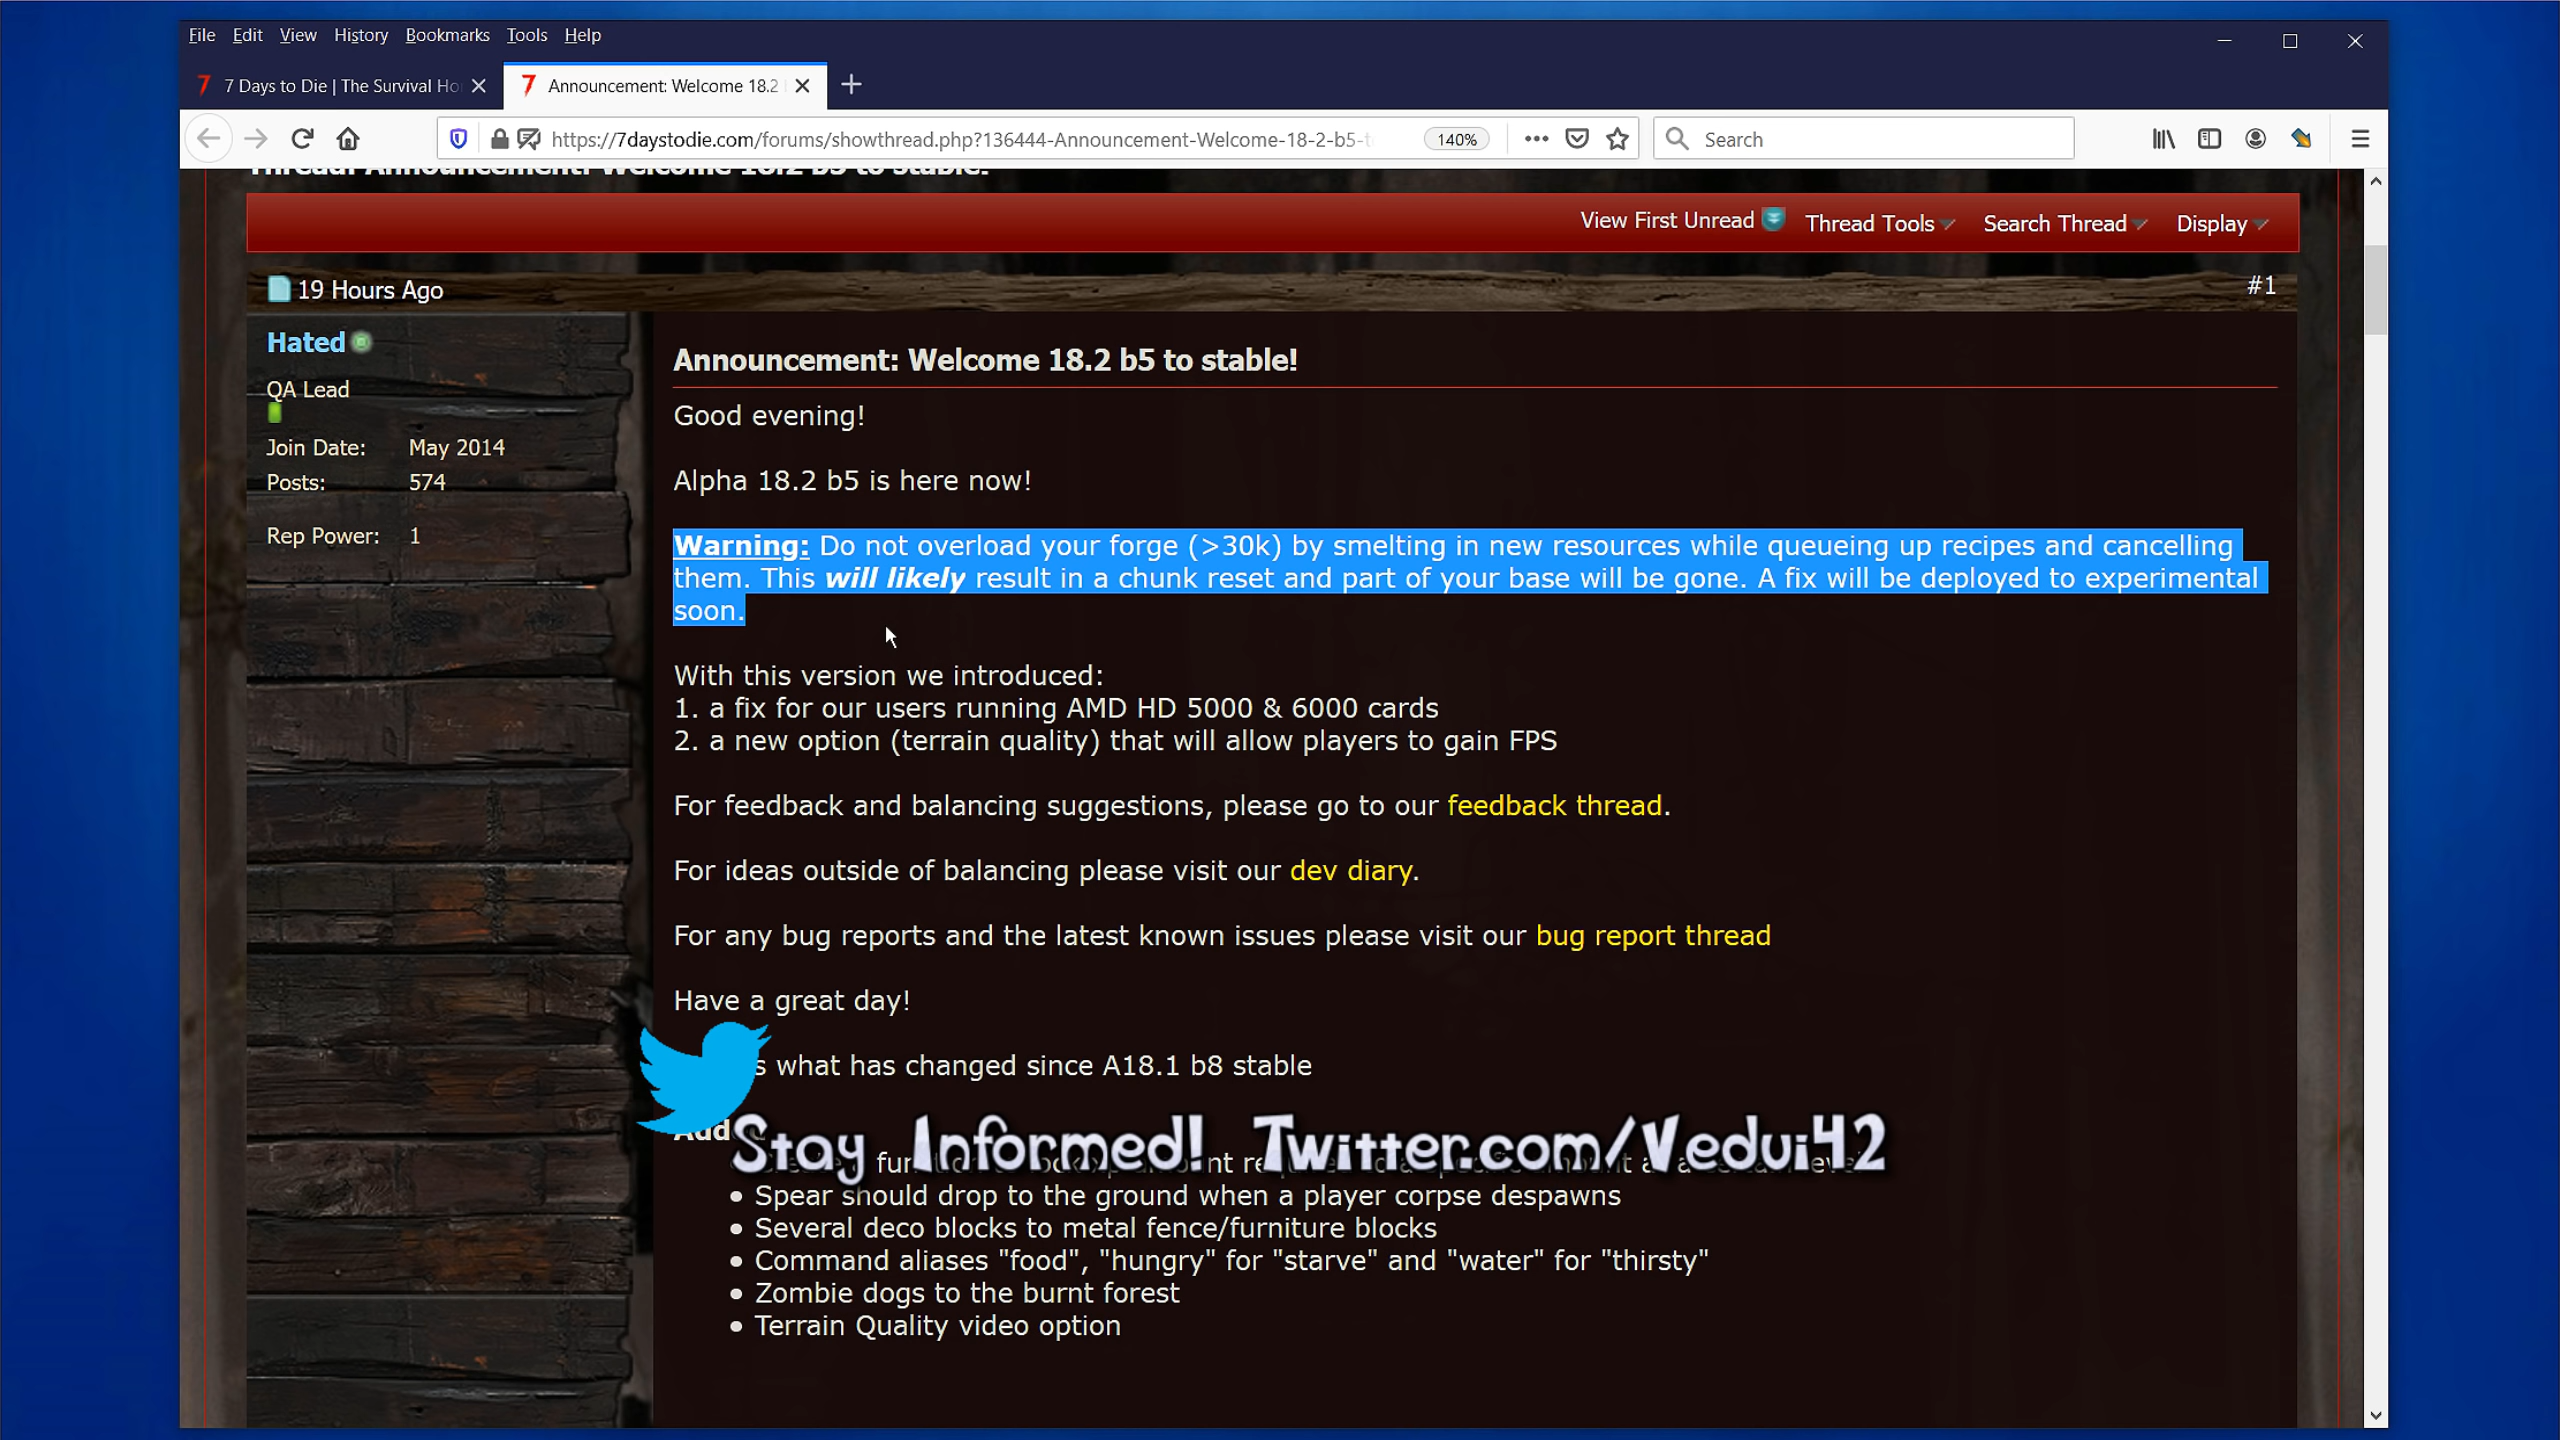 File Edit View History Bookmarks Tools Help
7 Days to Die | The Survival Ho
Announcement: Welcome 18.2
https://7daystodie.com/forums/showthread.php?136444-Announcement-Welcome-18-2-b5-t
140%
Search
Thread: Announcement: Welcome 18.2 b5 to stable!
View First Unread Thread Tools Search Thread Display
19 Hours Ago
#1
Hated
QA Lead
Join Date: May 2014
Posts: 574
Rep Power: 1
Announcement: Welcome 18.2 b5 to stable!
Good evening!
Alpha 18.2 b5 is here now!
Warning: Do not overload your forge (>30k) by smelting in new resources while queueing up recipes and cancelling
them. This will likely result in a chunk reset and part of your base will be gone. A fix will be deployed to experimental
soon.
With this version we introduced:
1. a fix for our users running AMD HD 5000 & 6000 cards
2. a new option (terrain quality) that will allow players to gain FPS
For feedback and balancing suggestions, please go to our feedback thread.
For ideas outside of balancing please visit our dev diary.
For any bug reports and the latest known issues please visit our bug report thread
Have a great day!
what has changed since A18.1 b8 stable
Stay Informed! Twitter.com/Vedui42
• Spear should drop to the ground when a player corpse despawns
• Several deco blocks to metal fence/furniture blocks
• Command aliases "food", "hungry" for "starve" and "water" for "thirsty"
• Zombie dogs to the burnt forest
• Terrain Quality video option